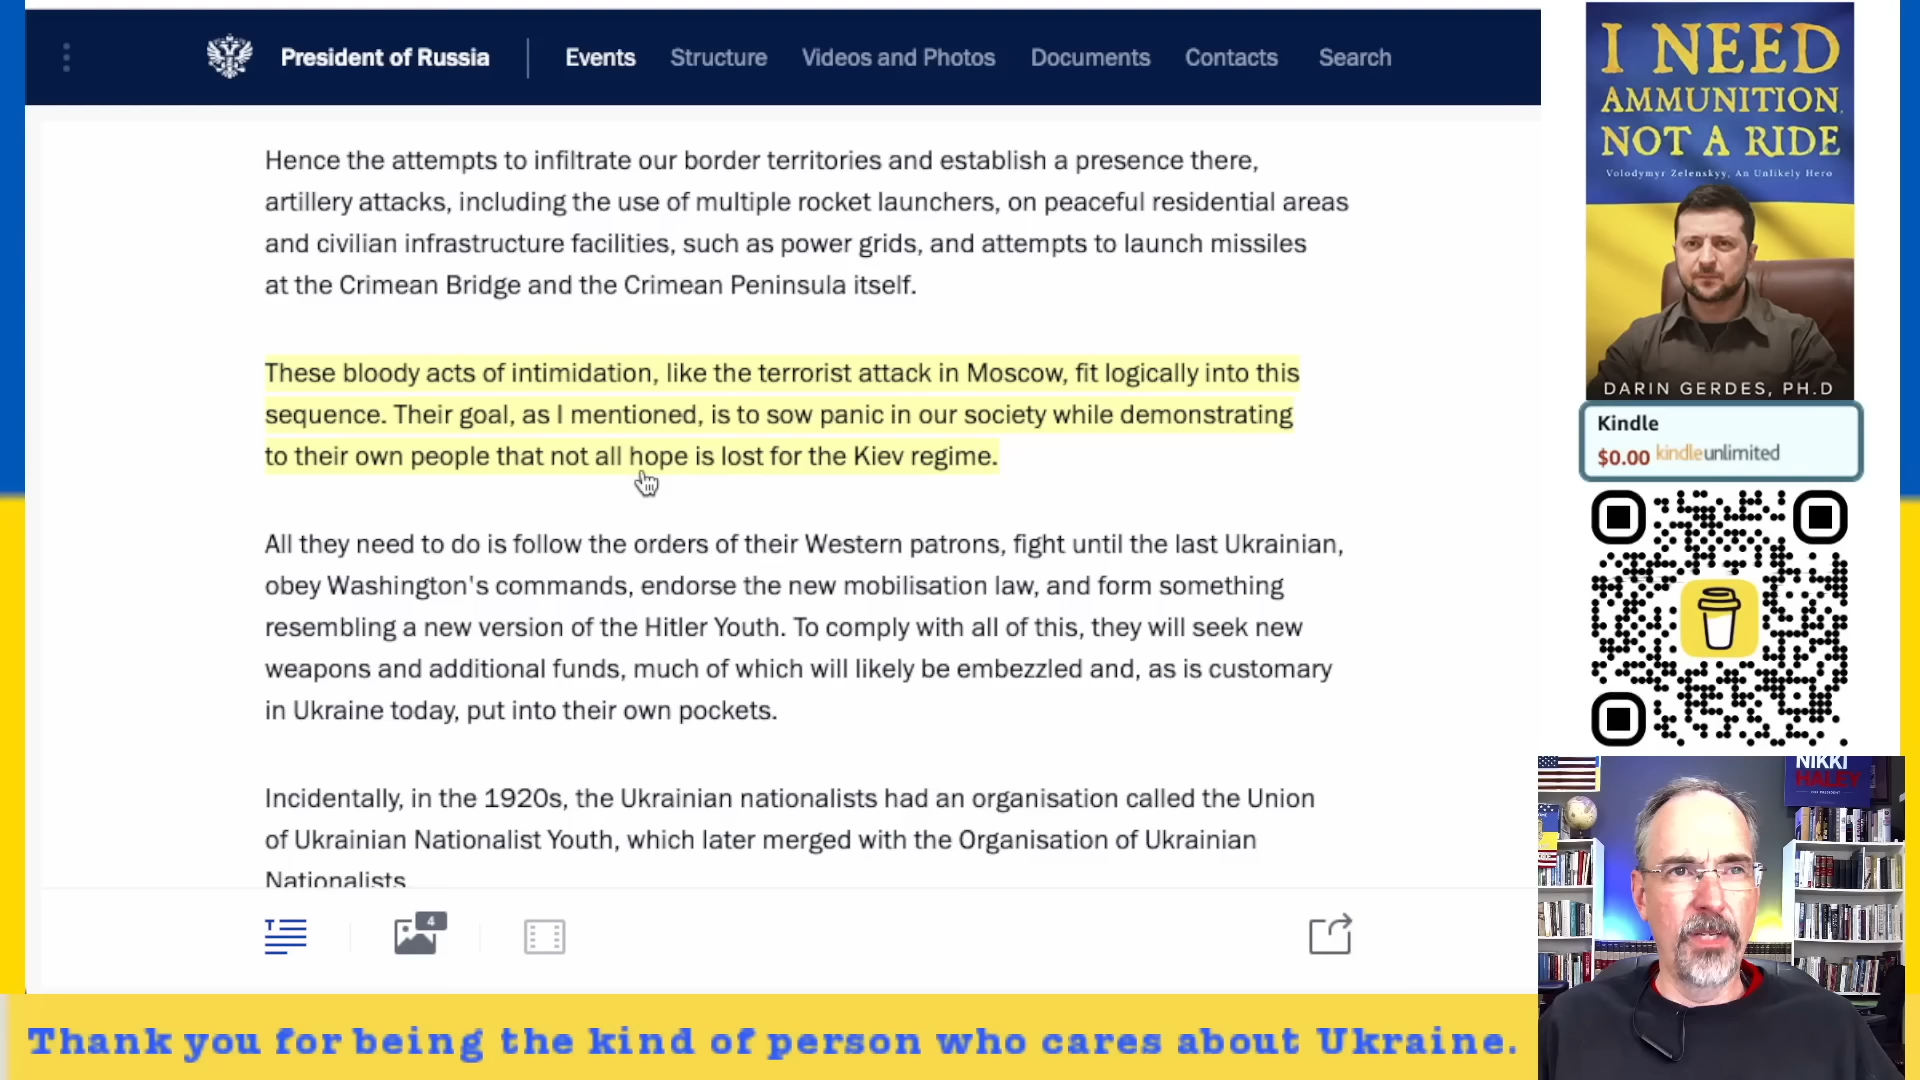 President of Russia
Events
Structure
Videos and Photos
Documents
Contacts
Search
Hence the attempts to infiltrate our border territories and establish a presence there,
artillery attacks, including the use of multiple rocket launchers, on peaceful residential areas
and civilian infrastructure facilities, such as power grids, and attempts to launch missiles
at the Crimean Bridge and the Crimean Peninsula itself.
These bloody acts of intimidation, like the terrorist attack in Moscow, fit logically into this
sequence. Their goal, as I mentioned, is to sow panic in our society while demonstrating
to their own people that not all hope is lost for the Kiev regime.
All they need to do is follow the orders of their Western patrons, fight until the last Ukrainian,
obey Washington's commands, endorse the new mobilisation law, and form something
resembling a new version of the Hitler Youth. To comply with all of this, they will seek new
weapons and additional funds, much of which will likely be embezzled and, as is customary
in Ukraine today, put into their own pockets.
Incidentally, in the 1920s, the Ukrainian nationalists had an organisation called the Union
of Ukrainian Nationalist Youth, which later merged with the Organisation of Ukrainian
Nationalists.
4
I NEED
AMMUNITION,
NOT A RIDE
Volodymyr Zelenskyy, An Unlikely Hero
DARIN GERDES, PH.D
Kindle
$0.00 kindleunlimited
NIKKI
HALEY
Thank you for being the kind of person who cares about Ukraine.